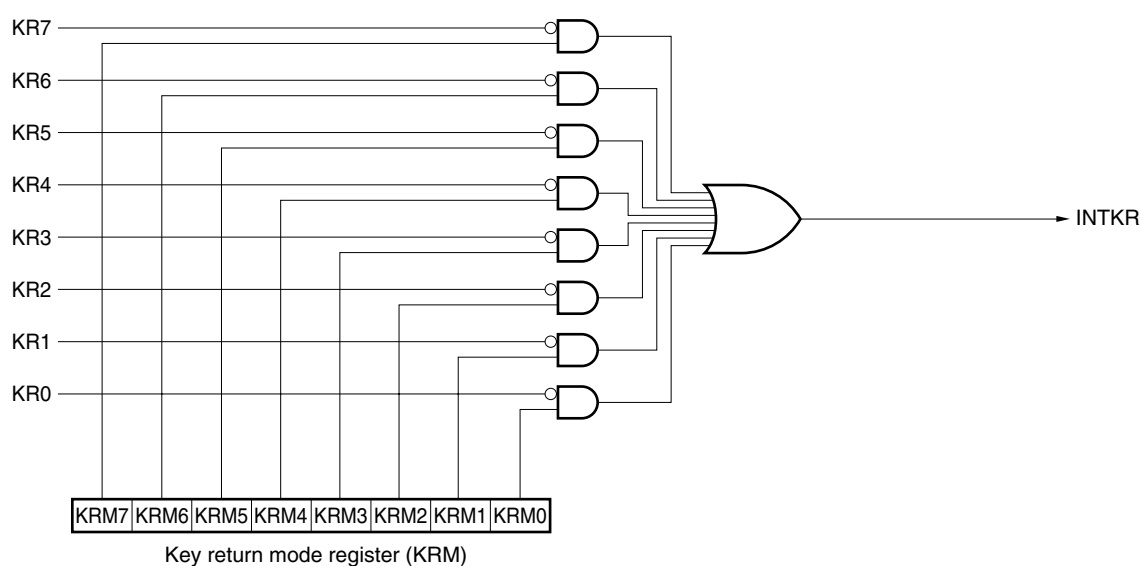 KR7
KR6
KR5
KR4
KR3
INTKR
KR2
KR1
KR0
KRM7 KRM6 KRM5 KRM4 KRM3 KRM2 KRM1 KRM0
Key return mode register (KRM)